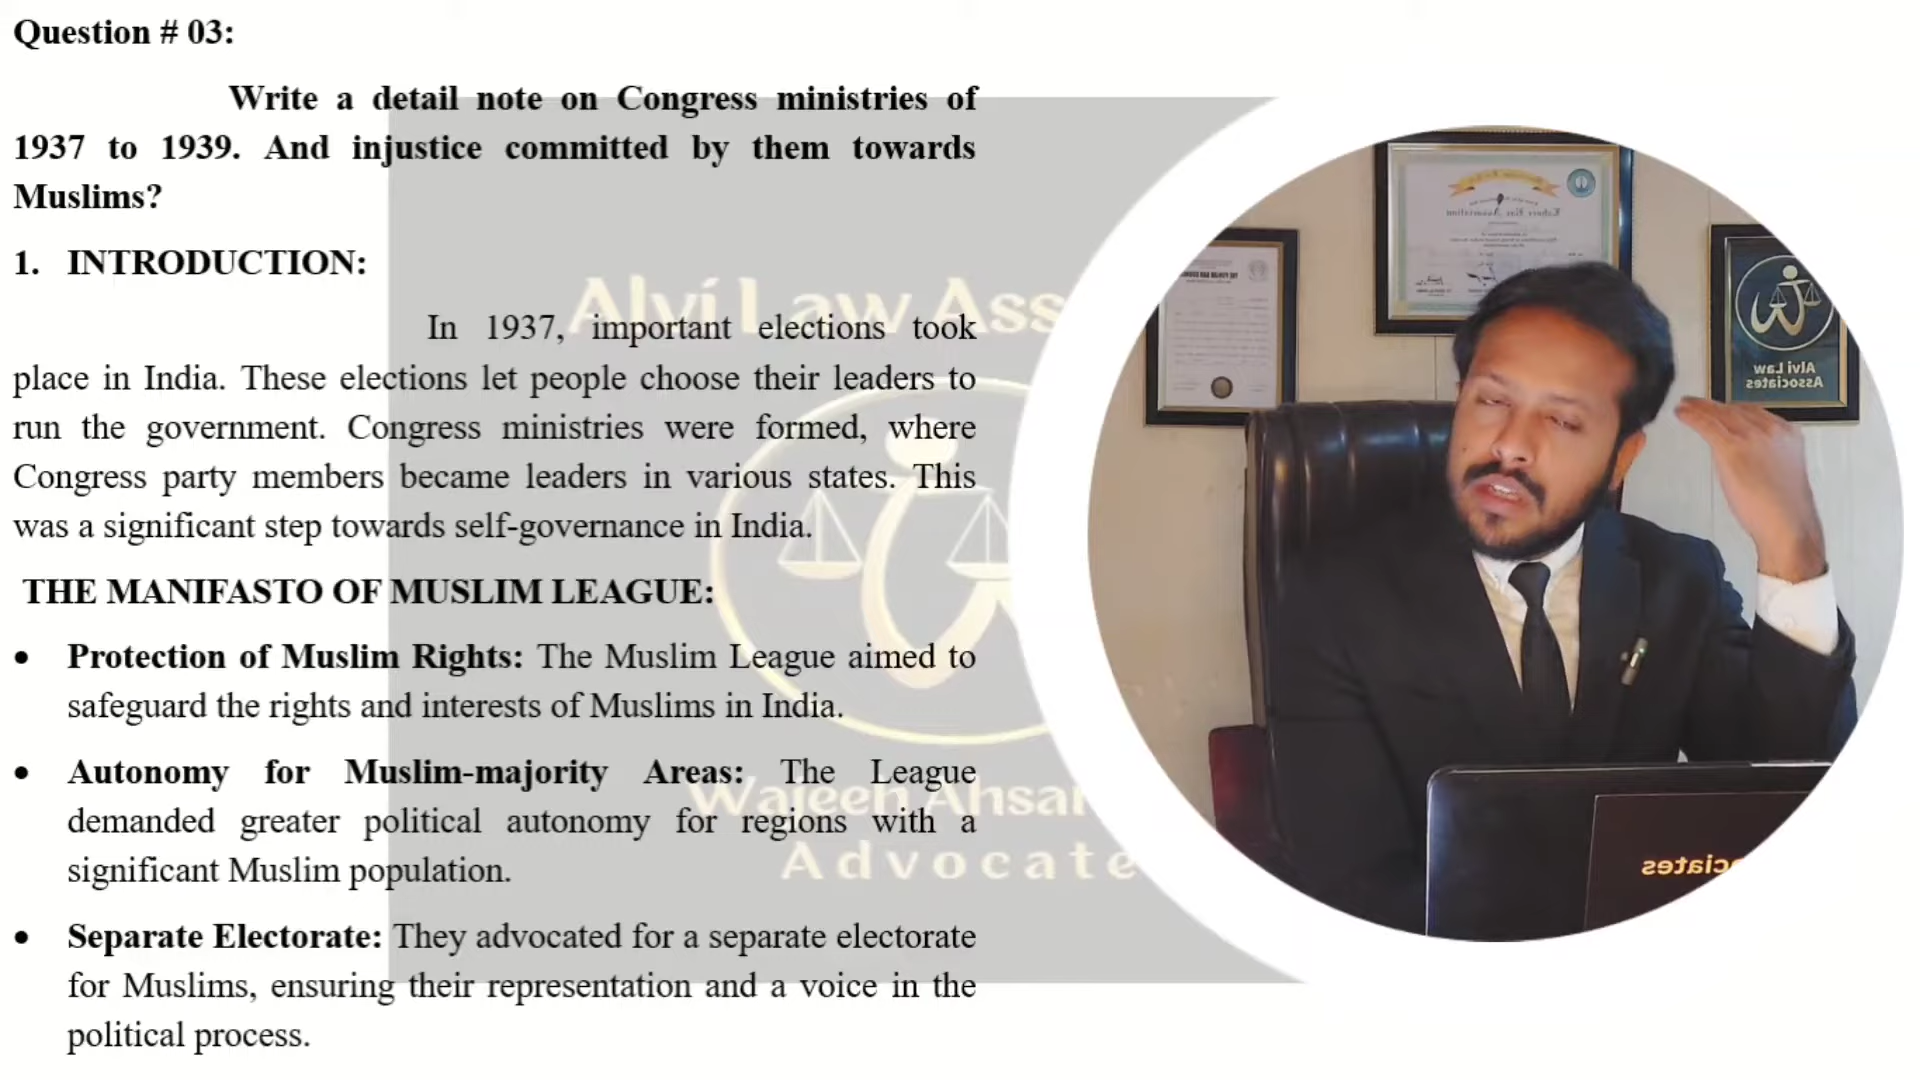 Question # 03:
Write a detail note on Congress ministries of
1937 to 1939. And injustice committed by them towards
Muslims?
1. INTRODUCTION:
In 1937, important elections took
place in India. These elections let people choose their leaders to
run the government. Congress ministries were formed, where
Congress party members became leaders in various states. This
was a significant step towards self-governance in India.
THE MANIFASTO OF MUSLIM LEAGUE:
• Protection of Muslim Rights: The Muslim League aimed to
safeguard the rights and interests of Muslims in India.
• Autonomy for Muslim-majority Areas: The League
demanded greater political autonomy for regions with a
significant Muslim population.
• Separate Electorate: They advocated for a separate electorate
for Muslims, ensuring their representation and a voice in the
political process.
Alvi Law Ass
Wajeeh Ahsan
Advocate
Lahore Bar Association
Alvi Law
Associates
ciates